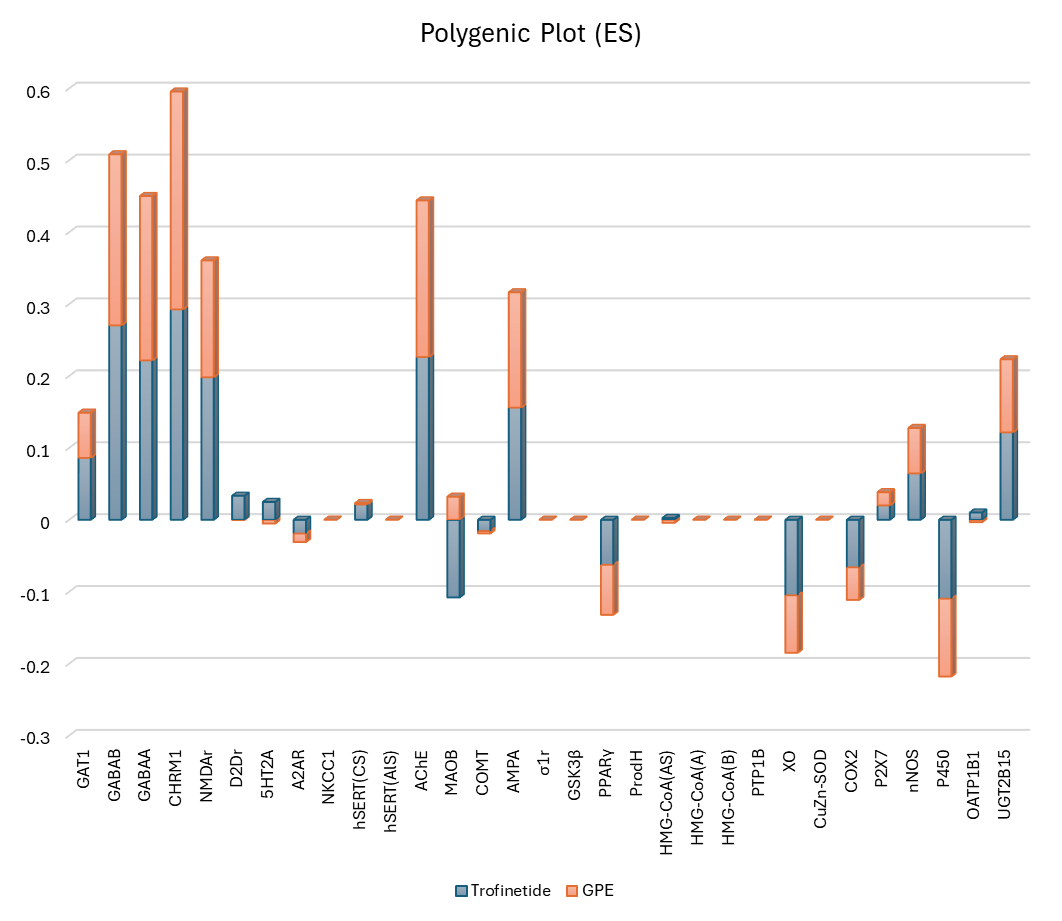 Polygenic Plot (ES)
0.6
0.5
0.4
0.3
0.2
0.1
0
-0.1
-0.2
-0.3
GAT1
GABAB
GABAA
CHRM1
NMDAr
D2Dr
5HT2A
A2AR
NKCC1
hSERT(CS)
hSERT(AlS)
AChE
MAOB
COMT
AMPA
σ1r
GSK3β
PPARγ
ProdH
HMG-CoA(AS)
HMG-CoA(A)
HMG-CoA(B)
PTP1B
XO
CuZn-SOD
COX2
P2X7
nNOS
P450
OATP1B1
UGT2B15
Trofinetide GPE